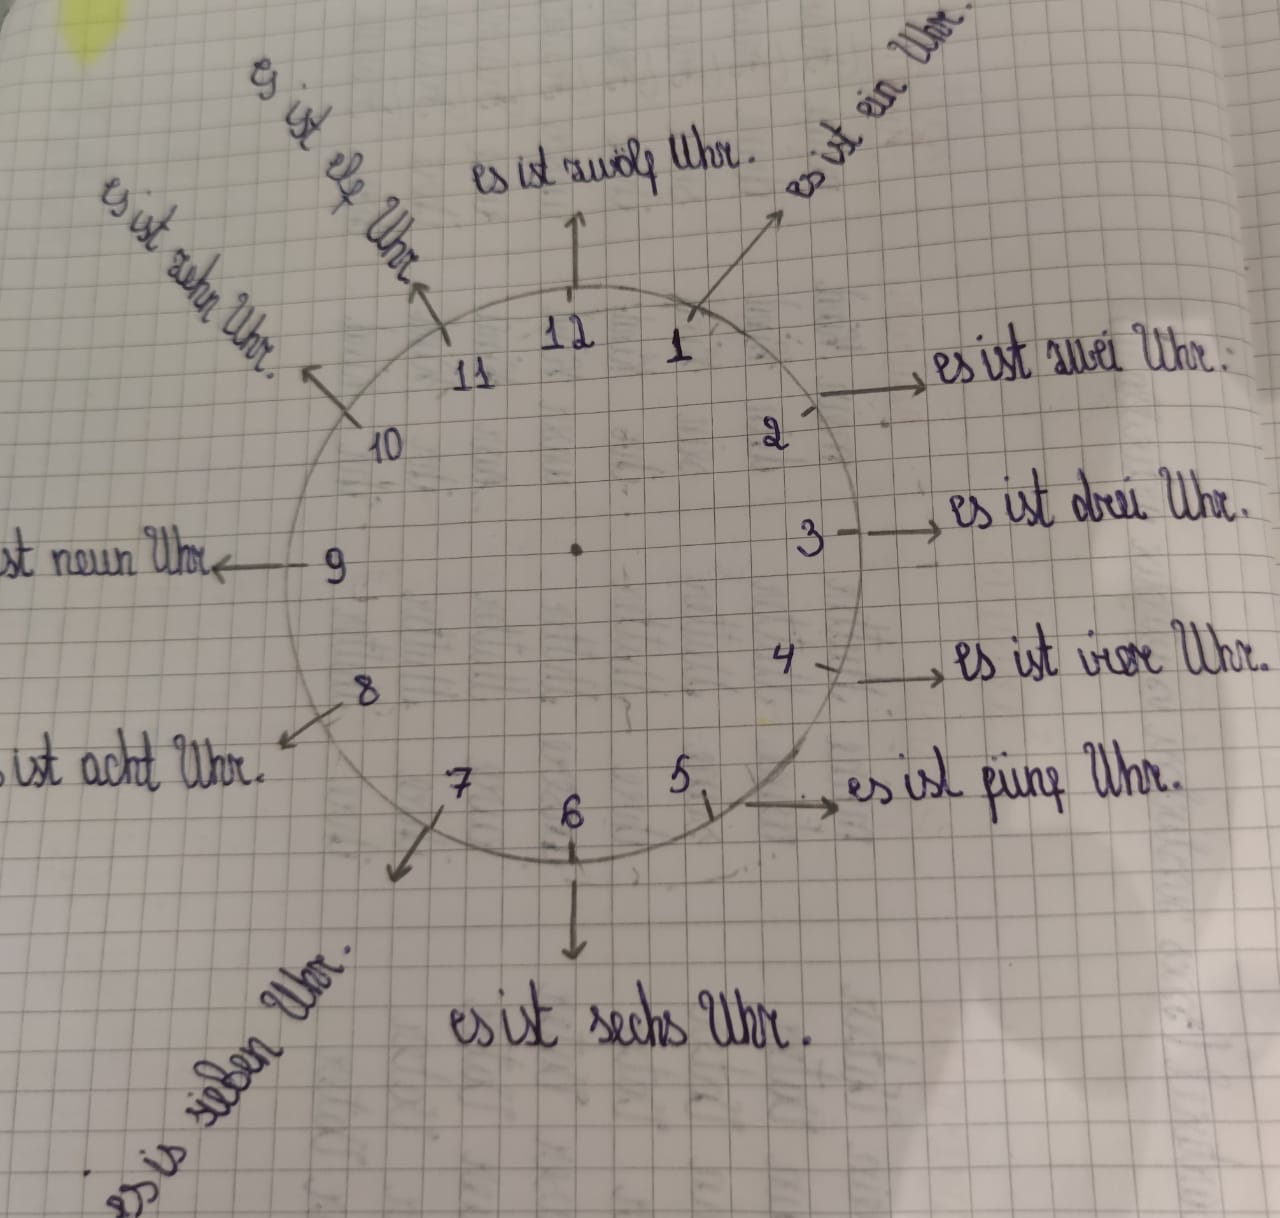 es ist zwölf Uhr.
es ist ein Uhr.
es ist zwei Uhr.
es ist drei Uhr.
es ist vier Uhr.
es ist fünf Uhr.
es ist sechs Uhr.
es is sieben Uhr.
ist acht Uhr.
st neun Uhr
es ist zehn Uhr.
es ist elf Uhr.
12
1
2
3
4
5
6
7
8
9
10
11